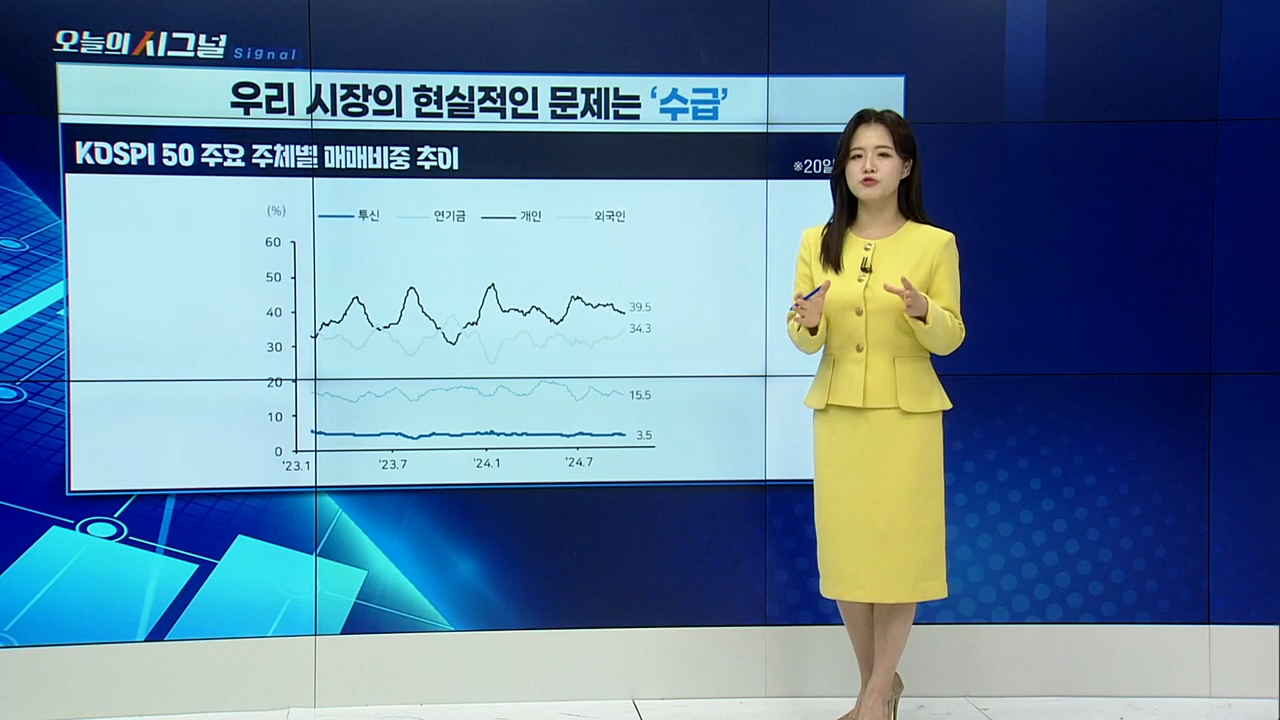 오늘의 시그널 Signal
우리 시장의 현실적인 문제는 ‘수급’
KOSPI 50 주요 주체별 매매비중 추이
※20일
(%)
투신 연기금 개인 외국인
60
50
40
30
20
10
0
39.5
34.3
15.5
3.5
'23.1 '23.7 '24.1 '24.7